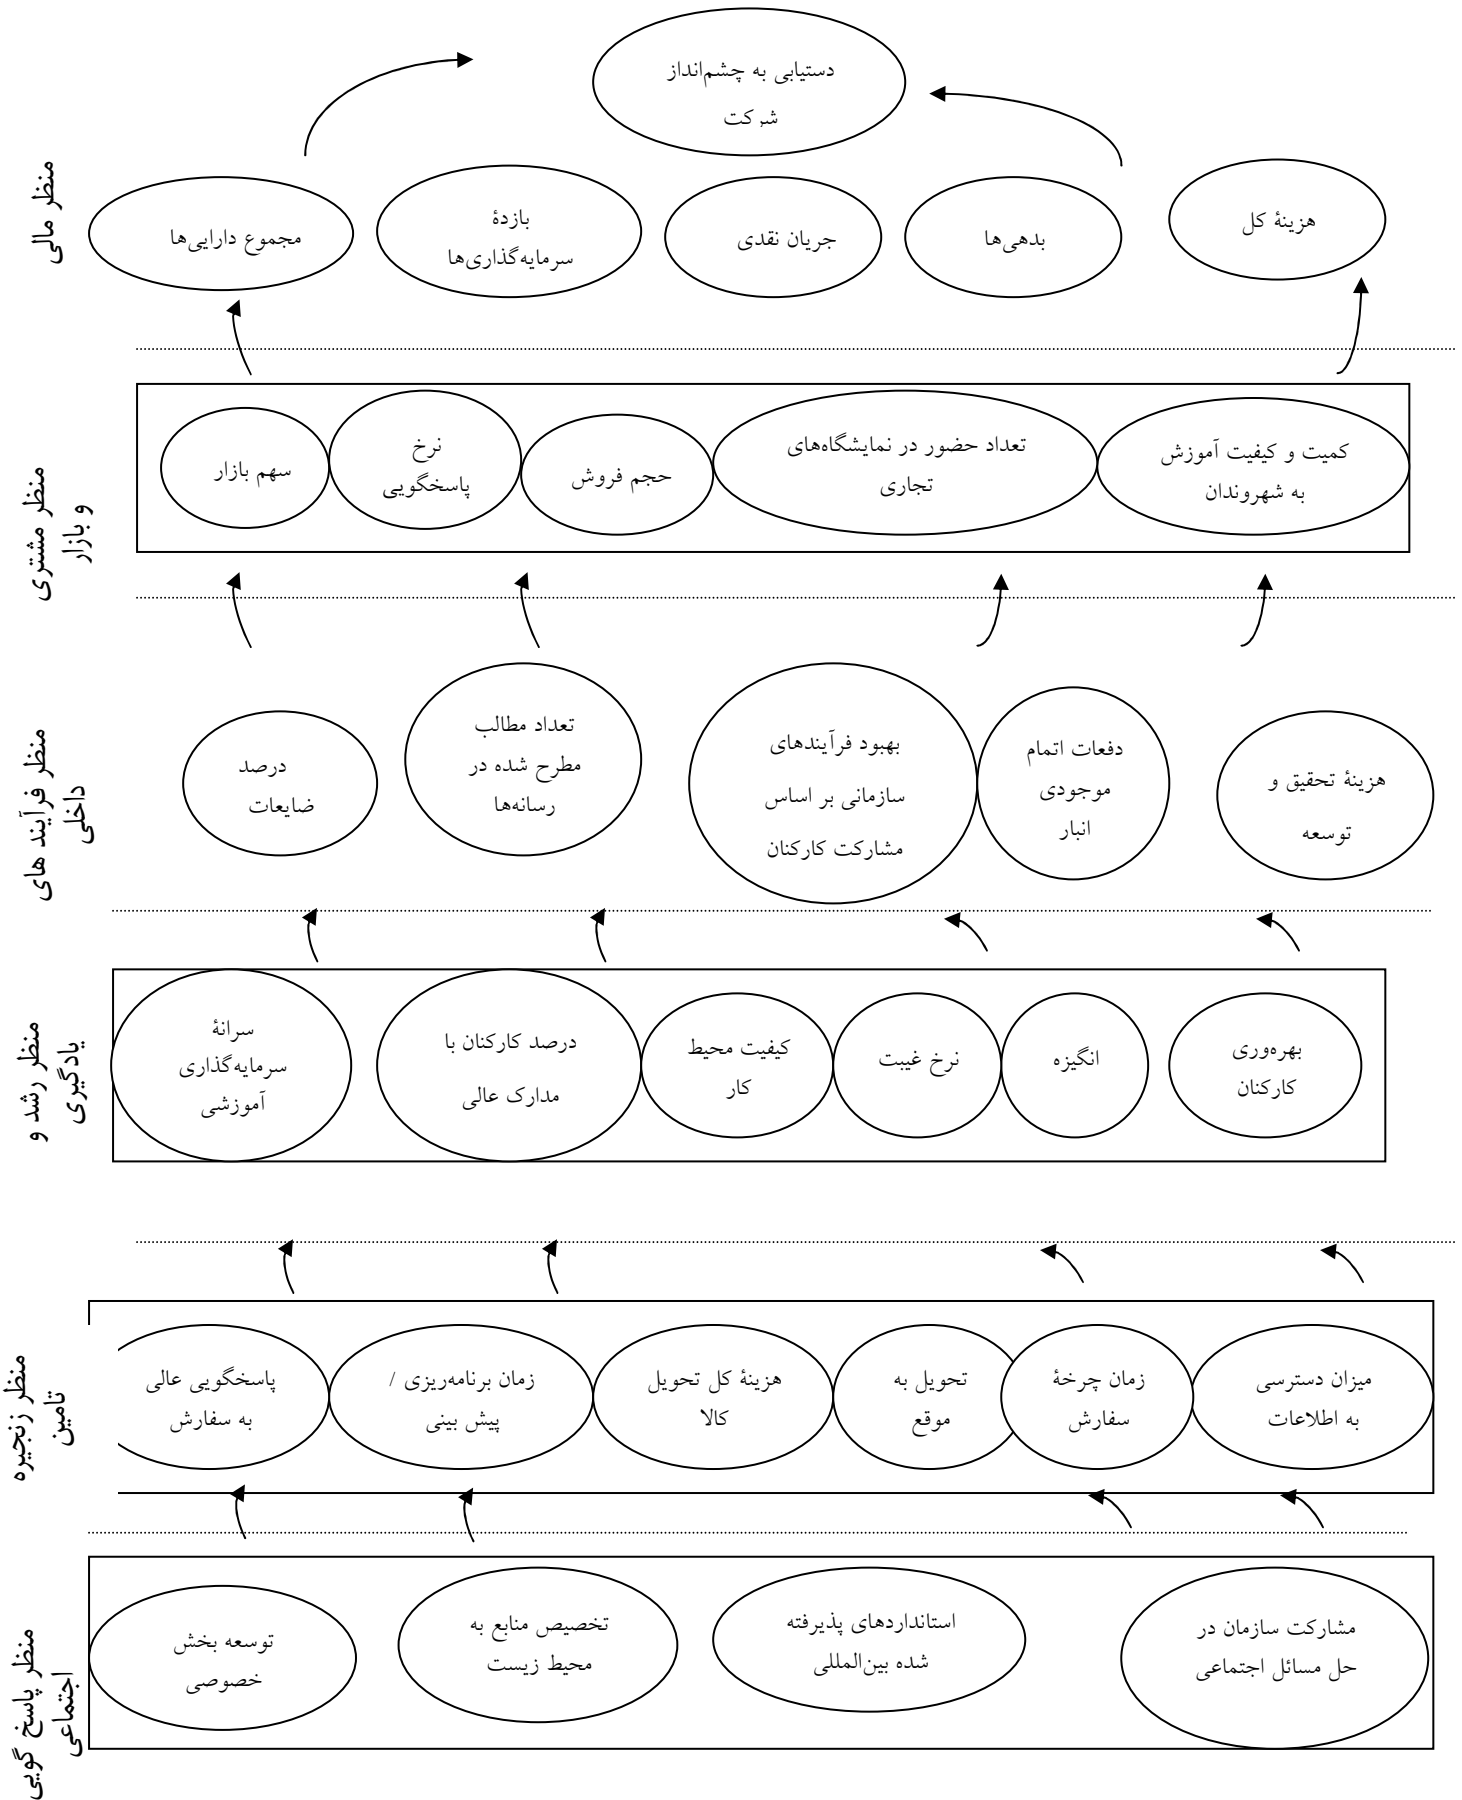 دستیابی به چشم‌انداز
شرکت
منظر مالی
هزینهٔ کل
بدهی‌ها
جریان نقدی
بازدهٔ
سرمایه‌گذاری‌ها
مجموع دارایی‌ها
منظر مشتری
و بازار
کمیت و کیفیت آموزش
به شهروندان
تعداد حضور در نمایشگاه‌های
تجاری
حجم فروش
نرخ
پاسخگویی
سهم بازار
منظر فرآیند های
داخلی
هزینهٔ تحقیق و
توسعه
دفعات اتمام
موجودی
انبار
بهبود فرآیندهای
سازمانی بر اساس
مشارکت کارکنان
تعداد مطالب
مطرح شده در
رسانه‌ها
درصد
ضایعات
منظر رشد و
یادگیری
بهره‌وری
کارکنان
انگیزه
نرخ غیبت
کیفیت محیط
کار
درصد کارکنان با
مدارک عالی
سرانهٔ
سرمایه‌گذاری
آموزشی
منظر زنجیره
تامین
میزان دسترسی
به اطلاعات
زمان چرخهٔ
سفارش
تحویل به
موقع
هزینهٔ کل تحویل
کالا
زمان برنامه‌ریزی /
پیش بینی
پاسخگویی عالی
به سفارش
منظر پاسخ گویی
اجتماعی
مشارکت سازمان در
حل مسائل اجتماعی
استانداردهای پذیرفته
شده بین‌المللی
تخصیص منابع به
محیط زیست
توسعه بخش
خصوصی